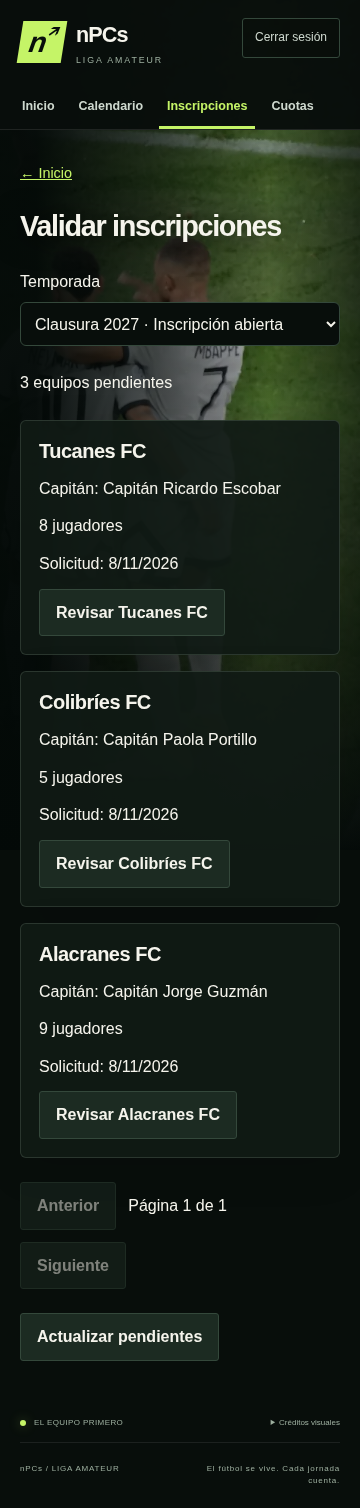 n
nPCs
LIGA AMATEUR
Cerrar sesión
Inicio
Calendario
Inscripciones
Cuotas
← Inicio
Validar inscripciones
Temporada
Clausura 2027 · Inscripción abierta
MBAPPÉ
7
3 equipos pendientes
Tucanes FC
Capitán: Capitán Ricardo Escobar
8 jugadores
Solicitud: 8/11/2026
Revisar Tucanes FC
Colibríes FC
Capitán: Capitán Paola Portillo
5 jugadores
Solicitud: 8/11/2026
Revisar Colibríes FC
Alacranes FC
Capitán: Capitán Jorge Guzmán
9 jugadores
Solicitud: 8/11/2026
Revisar Alacranes FC
Anterior
Página 1 de 1
Siguiente
Actualizar pendientes
EL EQUIPO PRIMERO
Créditos visuales
nPCs / LIGA AMATEUR
El fútbol se vive. Cada jornada
cuenta.